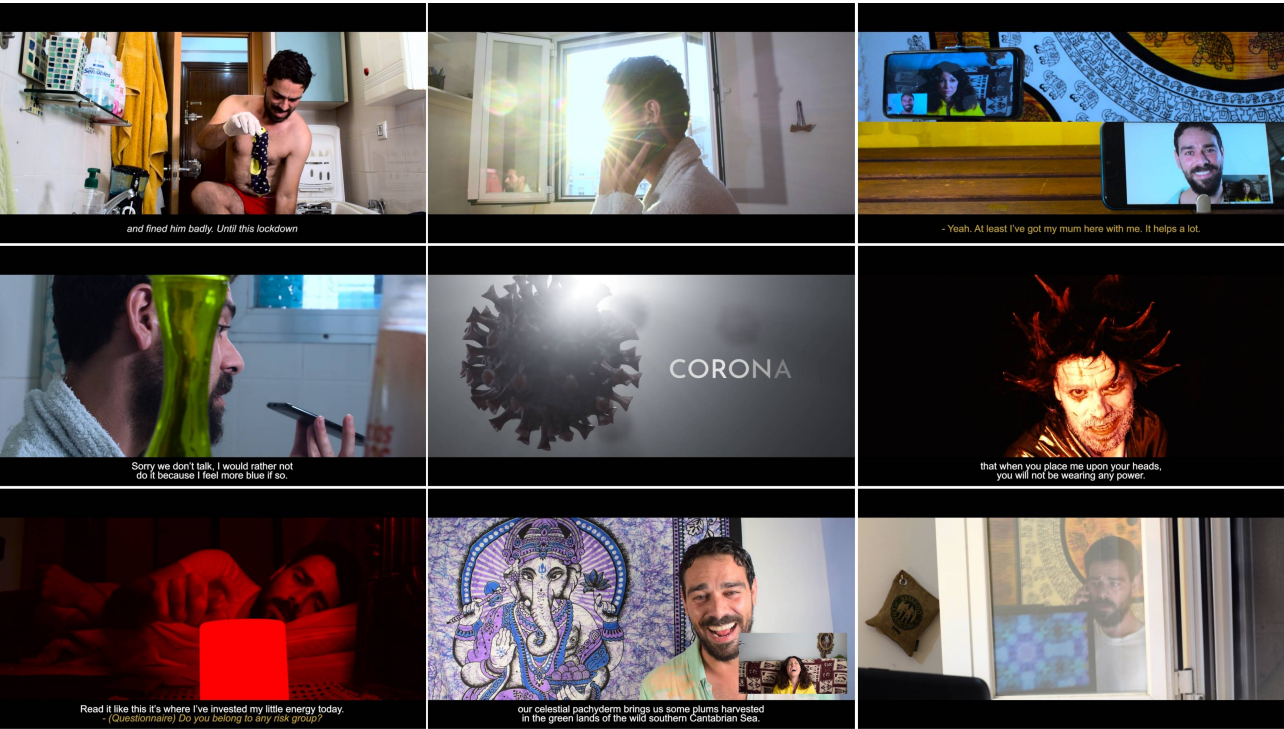 and fined him badly. Until this lockdown
- Yeah. At least I've got my mum here with me. It helps a lot.
Sorry we don't talk, I would rather not
do it because I feel more blue if so.
CORONA
that when you place me upon your heads,
you will not be wearing any power.
Read it like this it's where I've invested my little energy today.
- (Questionnaire) Do you belong to any risk group?
our celestial pachyderm brings us some plums harvested
in the green lands of the wild southern Cantabrian Sea.